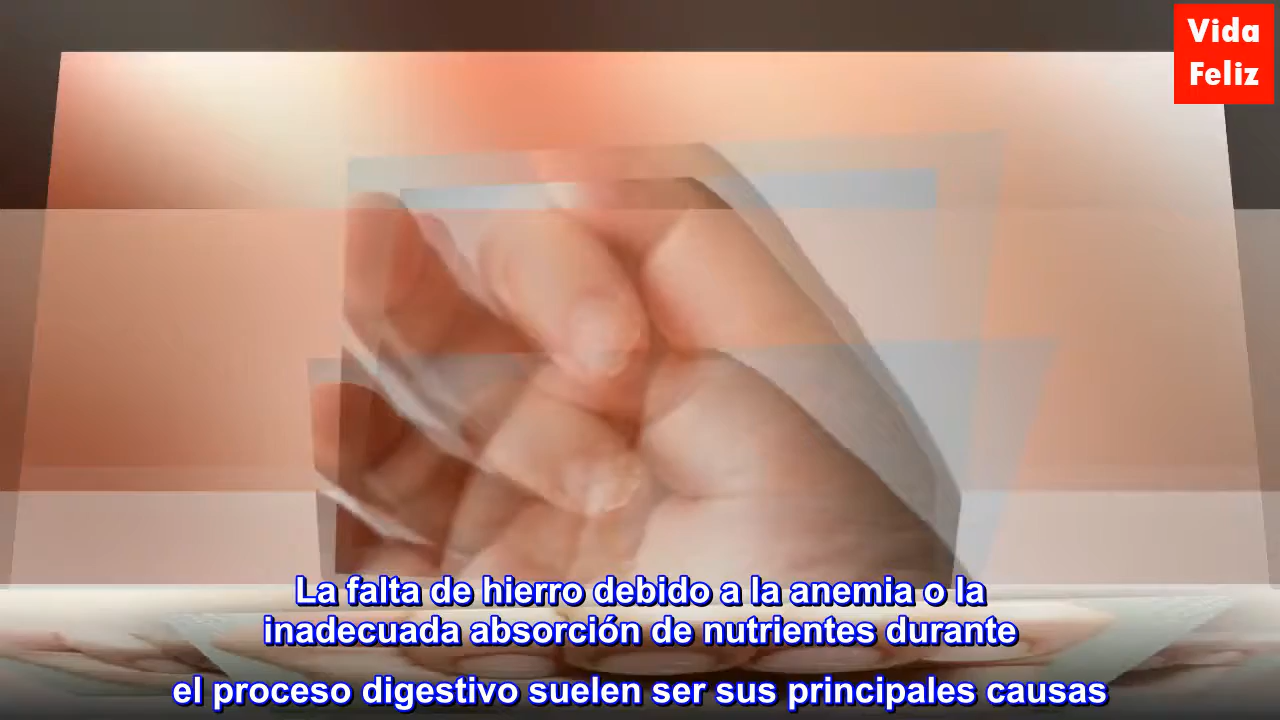 Vida
Feliz
La falta de hierro debido a la anemia o la
inadecuada absorción de nutrientes durante
el proceso digestivo suelen ser sus principales causas